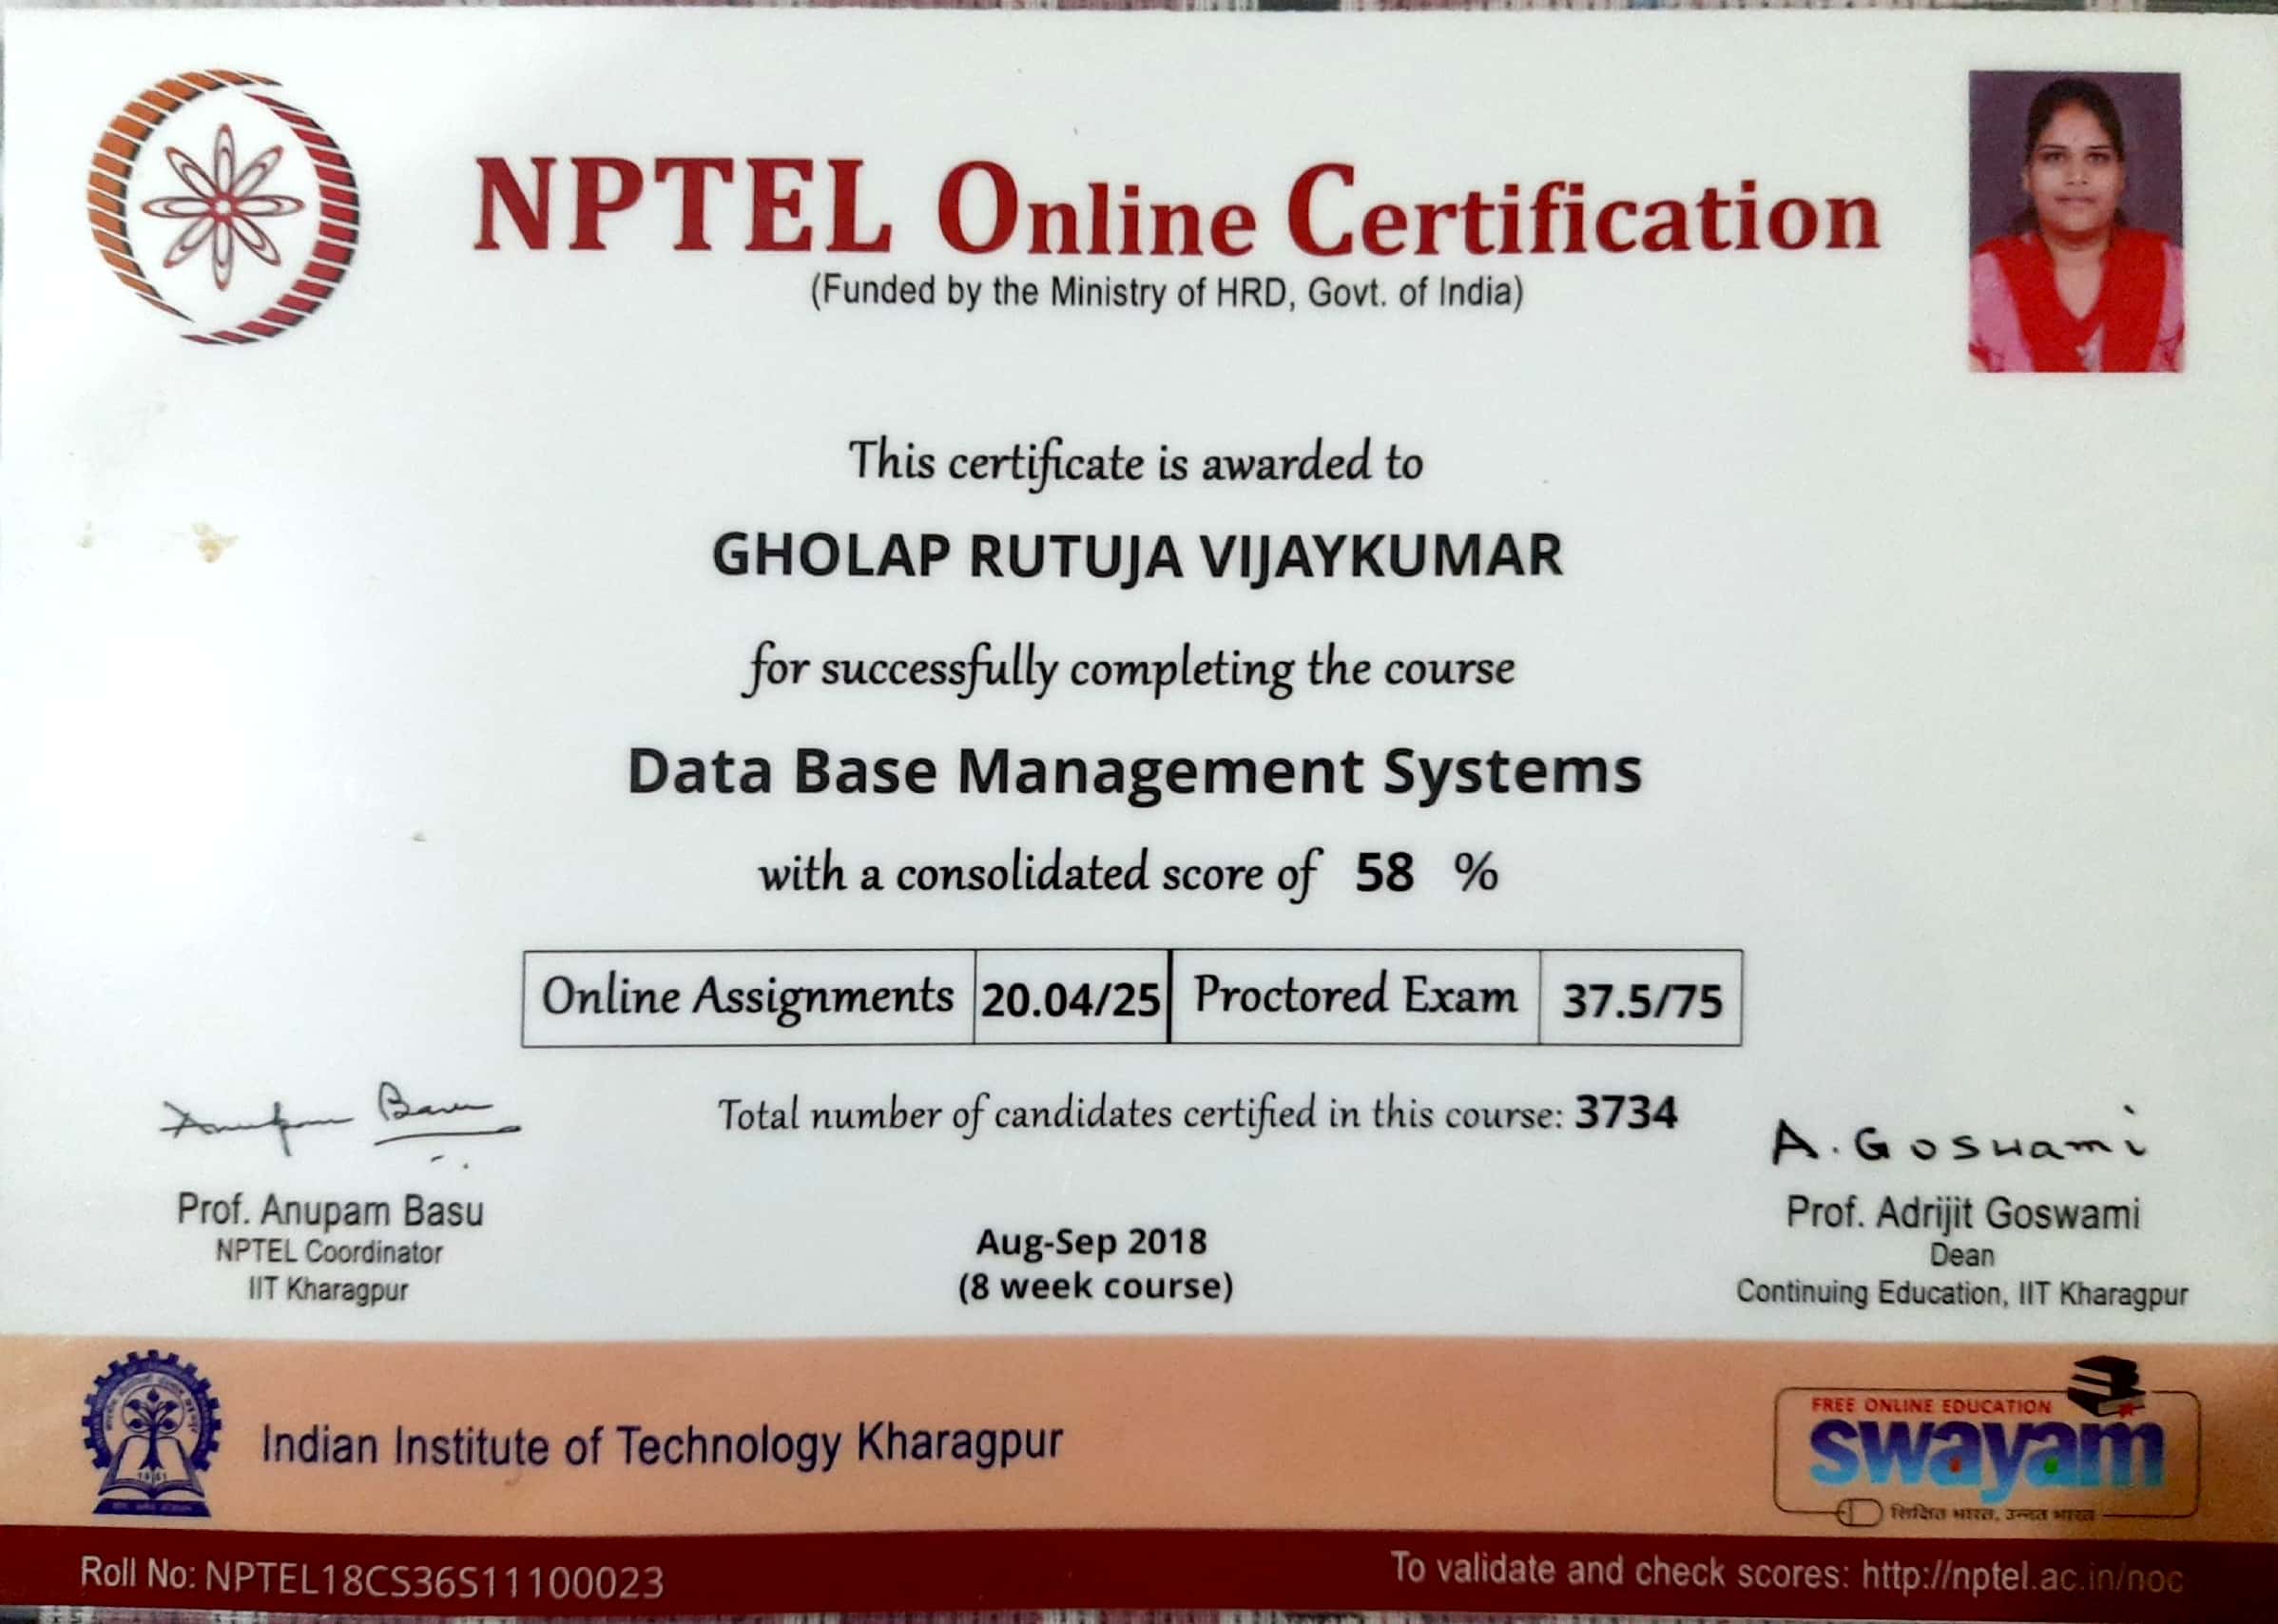 NPTEL Online Certification
(Funded by the Ministry of HRD, Govt. of India)
This certificate is awarded to
GHOLAP RUTUJA VIJAYKUMAR
for successfully completing the course
Data Base Management Systems
with a consolidated score of 58 %
Online Assignments 20.04/25 Proctored Exam 37.5/75
Total number of candidates certified in this course: 3734
Anupam Basu
Prof. Anupam Basu
NPTEL Coordinator
IIT Kharagpur
Aug-Sep 2018
(8 week course)
A. Goswami
Prof. Adrijit Goswami
Dean
Continuing Education, IIT Kharagpur
1951
Indian Institute of Technology Kharagpur
FREE ONLINE EDUCATION
swayam
शिक्षित भारत, उन्नत भारत
Roll No: NPTEL18CS36S11100023
To validate and check scores: http://nptel.ac.in/noc